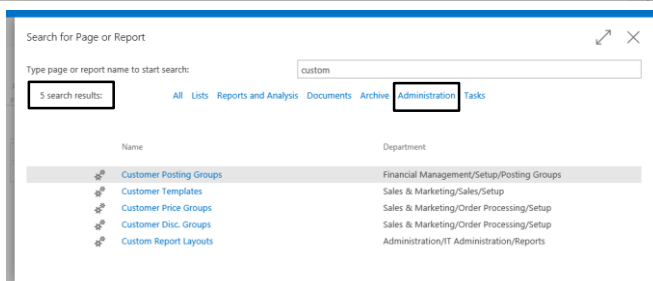 Search for Page or Report
Type page or report name to start search: custom
5 search results: All Lists Reports and Analysis Documents Archive Administration Tasks
Name Department
Customer Posting Groups Financial Management/Setup/Posting Groups
Customer Templates Sales & Marketing/Sales/Setup
Customer Price Groups Sales & Marketing/Order Processing/Setup
Customer Disc. Groups Sales & Marketing/Order Processing/Setup
Custom Report Layouts Administration/IT Administration/Reports